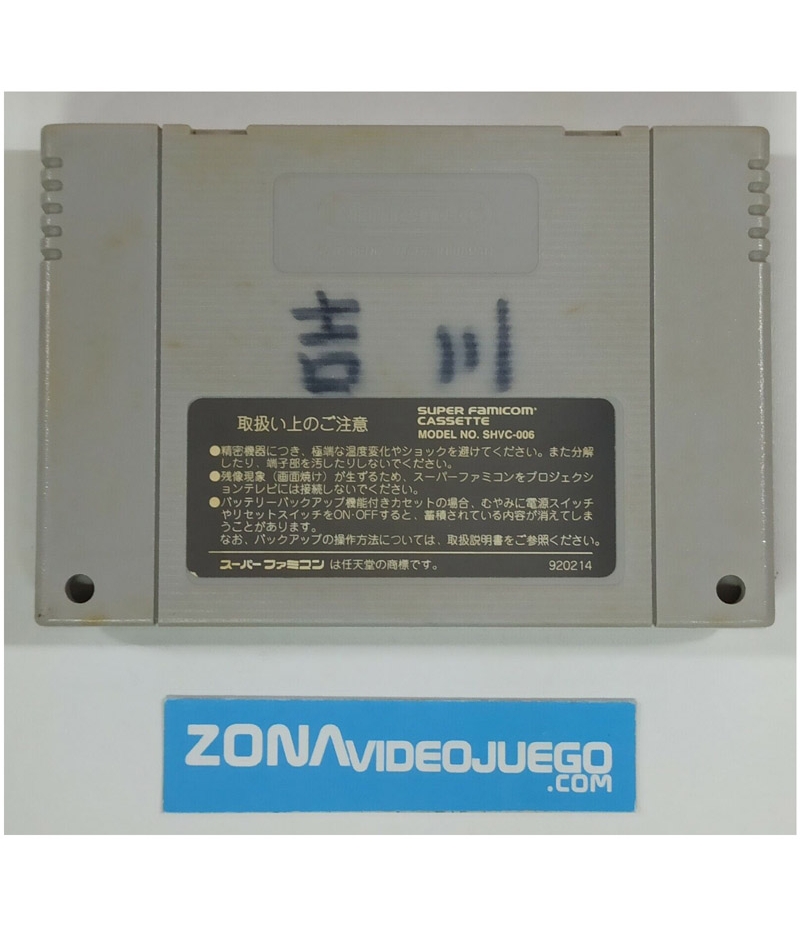 吉川
取扱い上のご注意
SUPER FAMICOM
CASSETTE
MODEL NO. SHVC-006
●精密機器につき、極端な温度変化やショックを避けてください。また分解
したり、端子部を汚したりしないでください。
●残像現象（画面焼け）が生ずるため、スーパーファミコンをプロジェクシ
ョンテレビには接続しないでください。
●バッテリーバックアップ機能付きカセットの場合、むやみに電源スイッチ
やリセットスイッチをON・OFFすると、蓄積されている内容が消えてしま
うことがあります。
なお、バックアップの操作方法については、取扱説明書をご参照ください。
スーパーファミコン は任天堂の商標です。 920214
ZONAVIDEOJUEGO
.COM